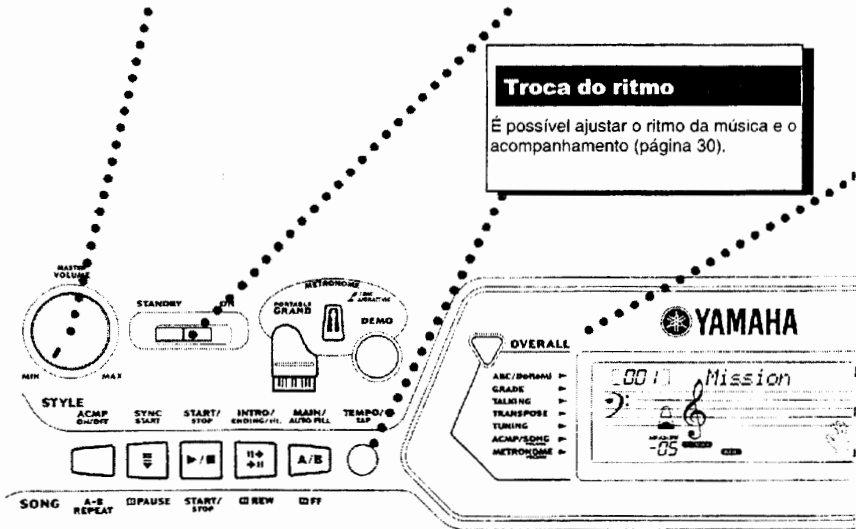 Troca do ritmo
É possível ajustar o ritmo da música e o
acompanhamento (página 30).
MASTER
VOLUME
MIN
MAX
STANDBY
ON
METRONOME
PORTABLE
GRAND
DEMO
YAMAHA
OVERALL
ABC/DoReMi
GRADE
TALKING
TRANSPOSE
TUNING
ACMP/SONG
METRONOME
001
Mission
-05
STYLE
ACMP
ON/OFF
SYNC
START
START/
STOP
INTRO/
ENDING/rit.
MAIN/
AUTO FILL
TEMPO/
TAP
A/B
SONG
A-B
REPEAT
PAUSE
START/
STOP
REW
FF